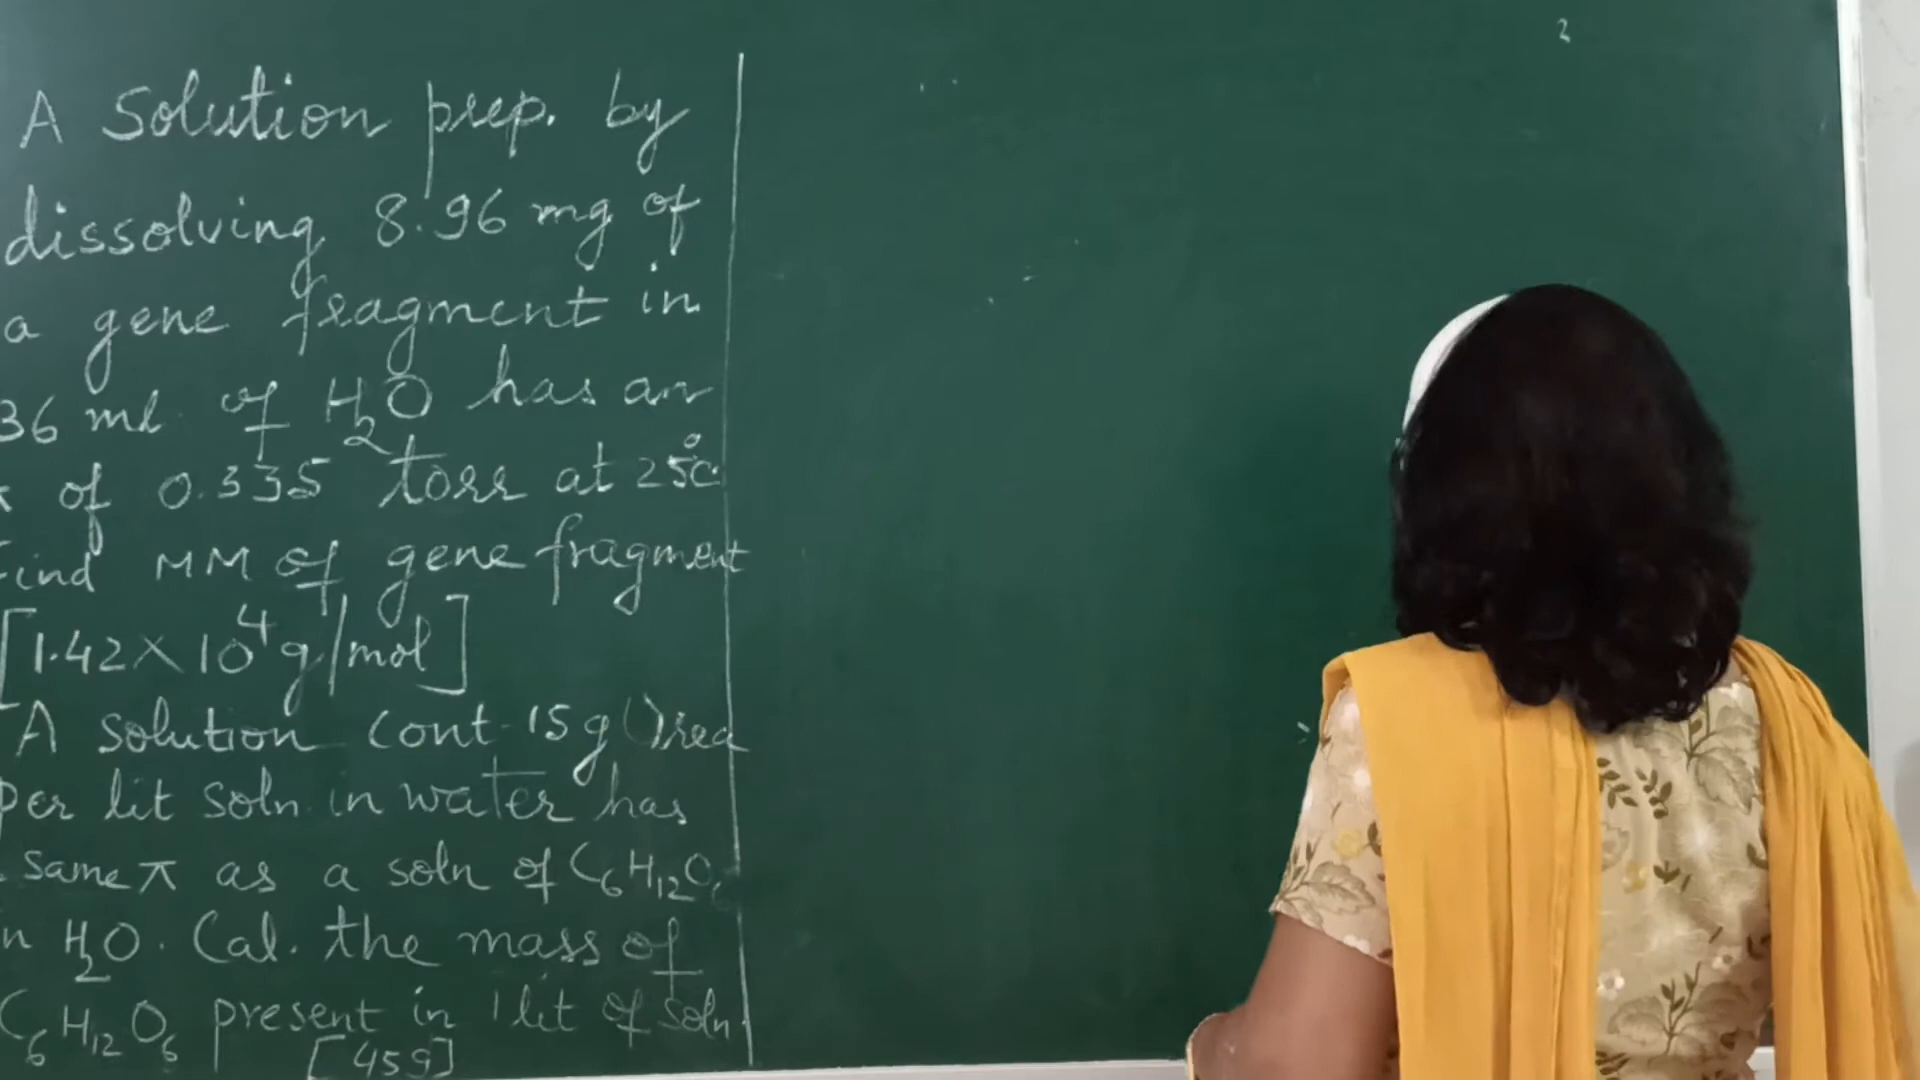 A Solution prep. by
dissolving 8.96 mg of
a gene fragment in
36 ml of H₂O has an
π of 0.335 torr at 25°C.
Find MM of gene fragment
[1.42×10⁴g/mol]
A solution cont. 15g Urea
per lit soln. in water has
same π as a soln of C₆H₁₂O₆
in H₂O. Cal. the mass of
C₆H₁₂O₆ present in 1 lit of soln.
[45g]